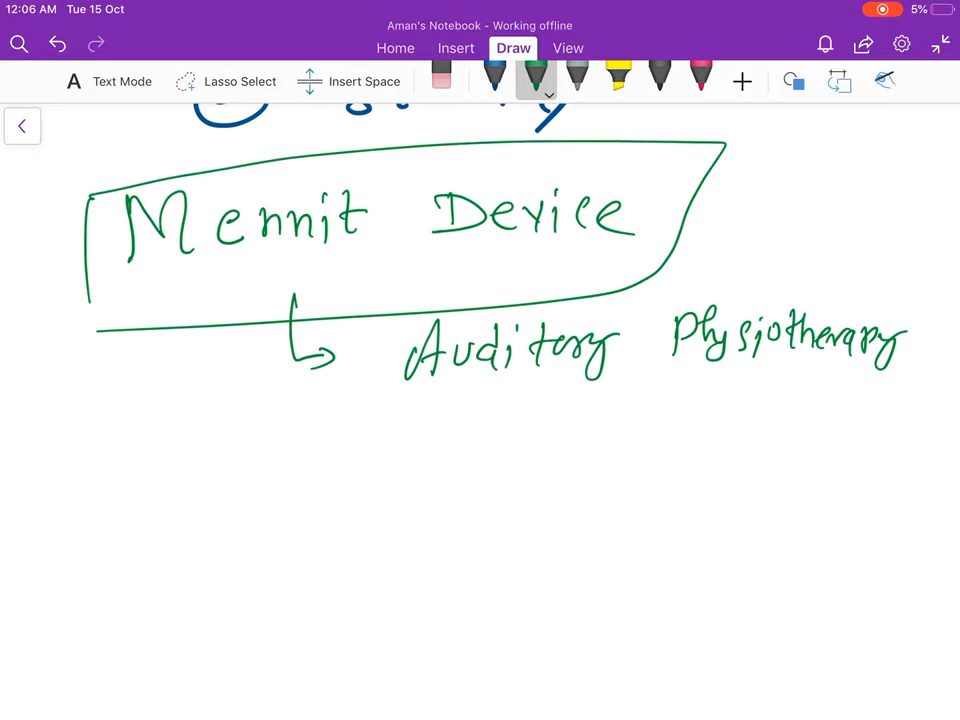 12:06 AM Tue 15 Oct 5%
Aman's Notebook - Working offline
Home Insert Draw View
Text Mode Lasso Select Insert Space
Mennit Device
Auditory Physiotherapy